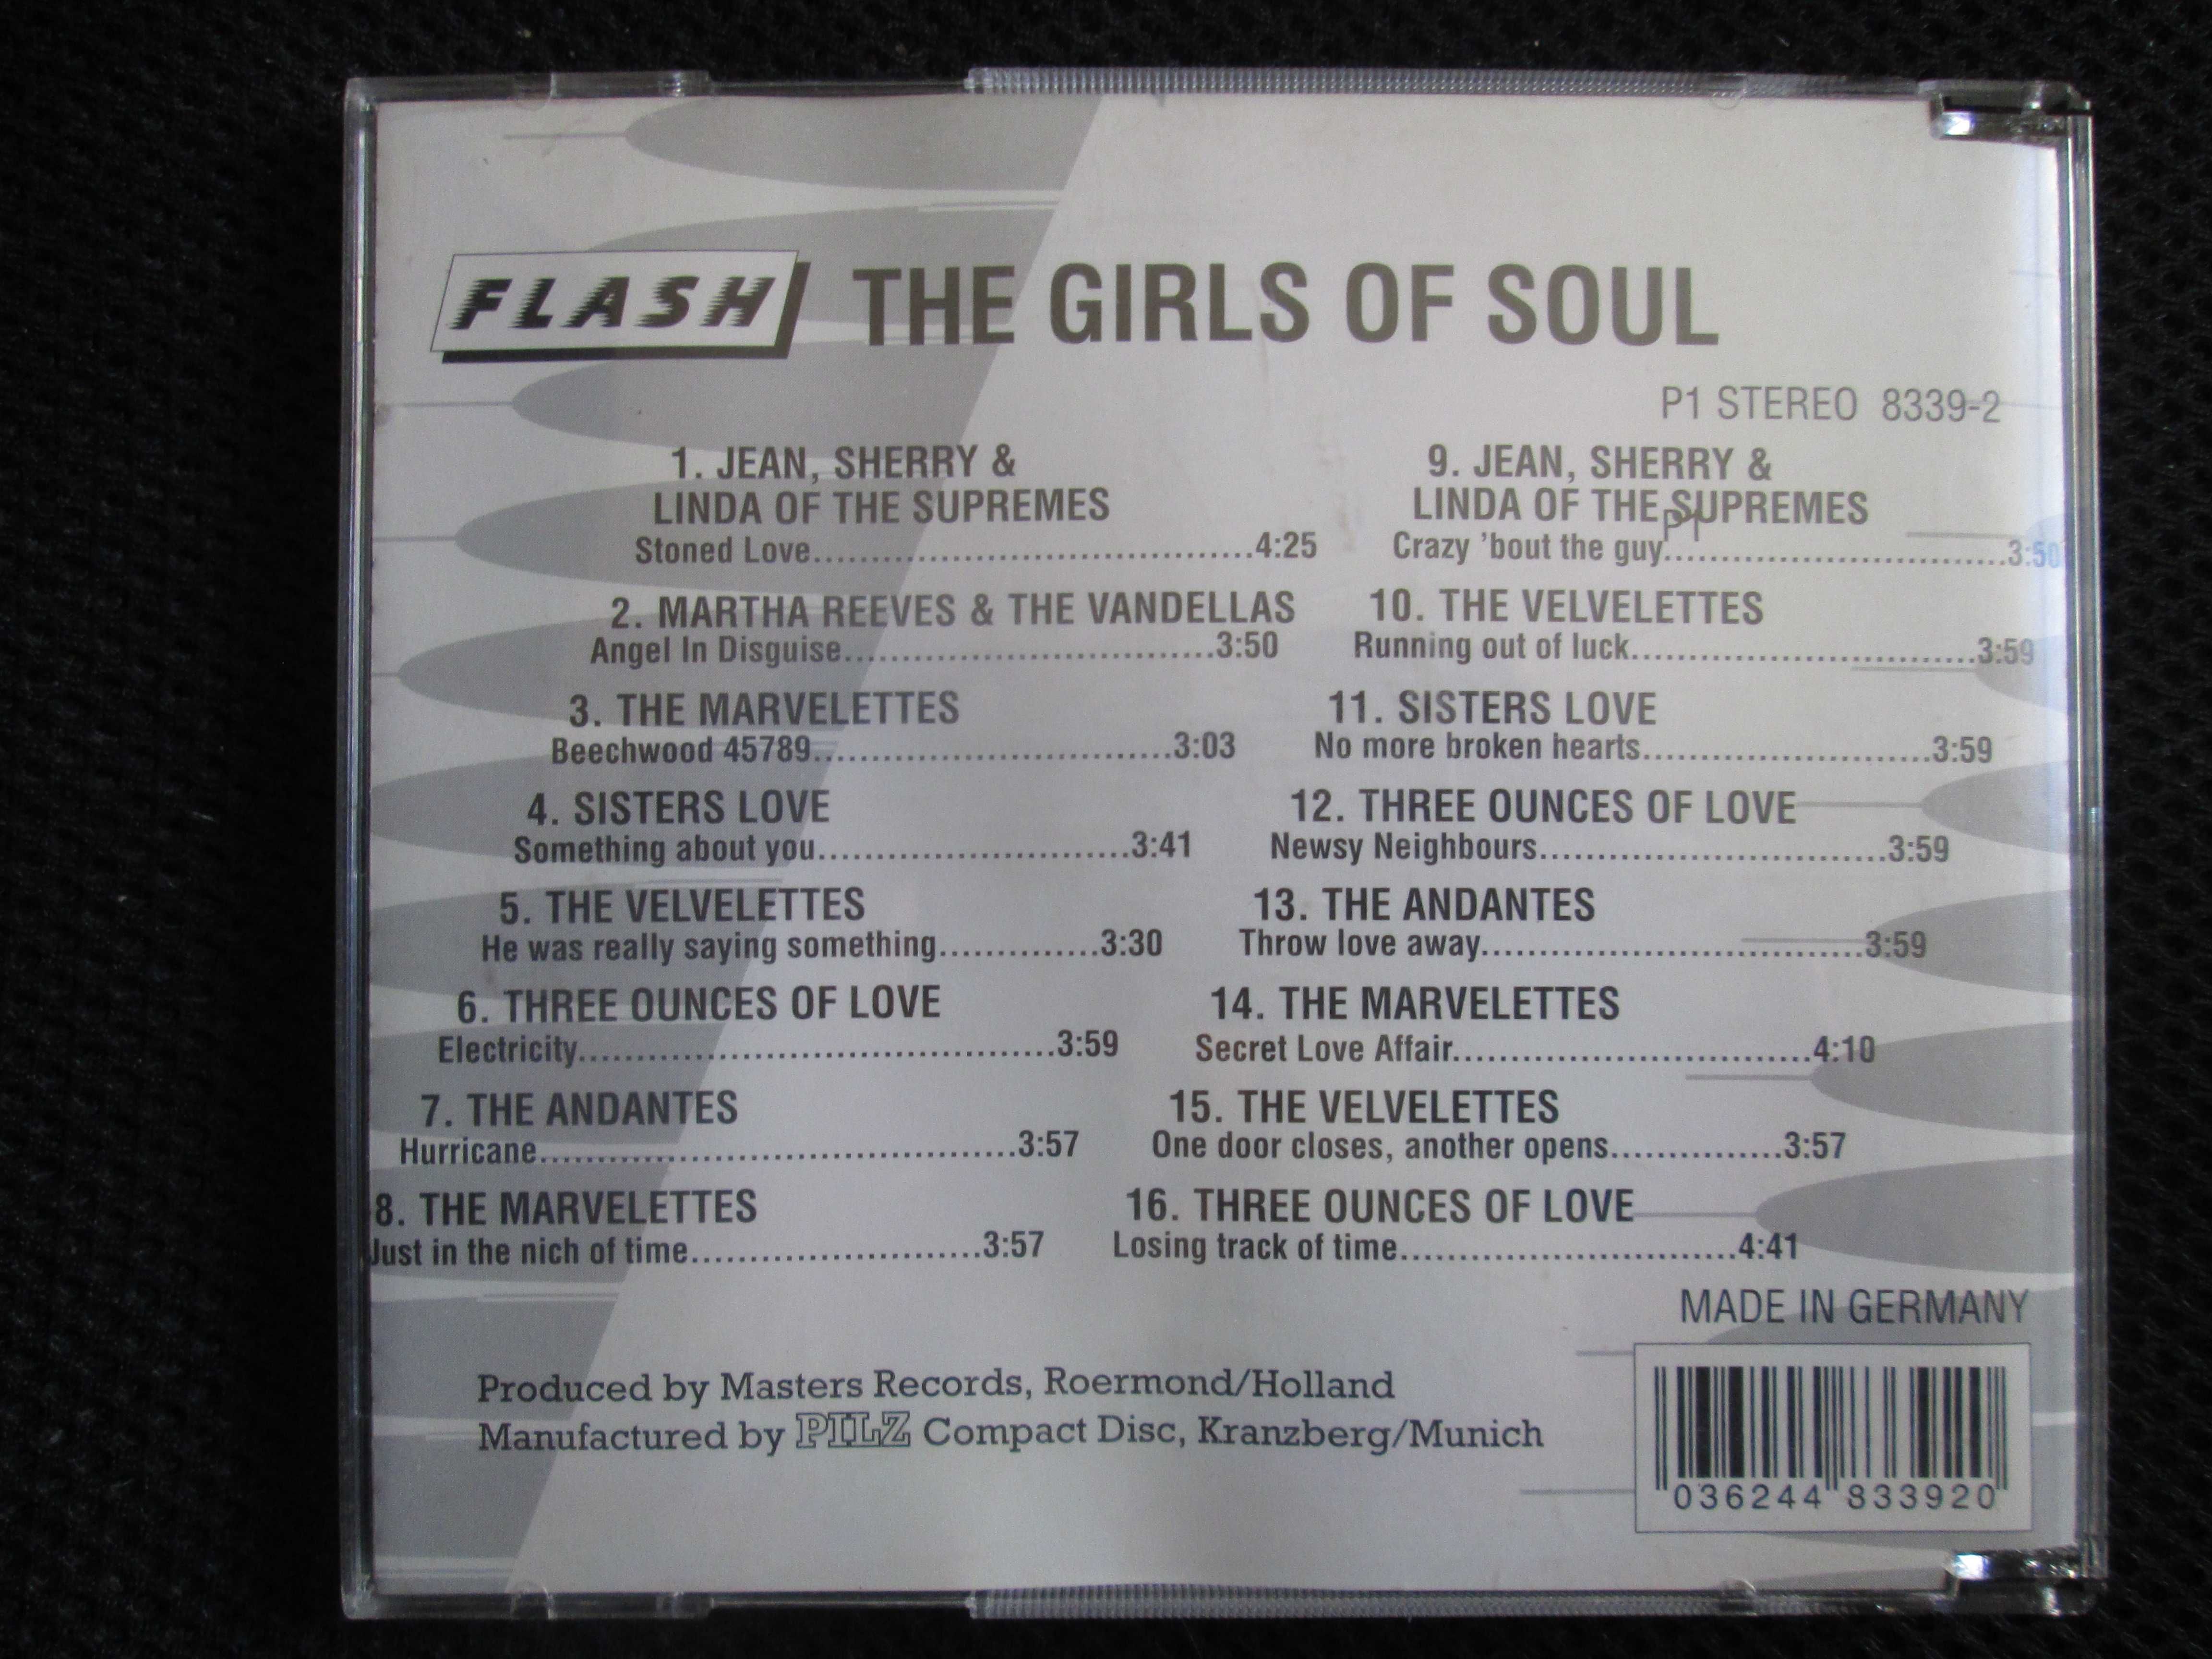 FLASH THE GIRLS OF SOUL
P1 STEREO 8339-2
1. JEAN, SHERRY &
LINDA OF THE SUPREMES
Stoned Love......................................4:25
2. MARTHA REEVES & THE VANDELLAS
Angel In Disguise................................3:50
3. THE MARVELETTES
Beechwood 45789...............................3:03
4. SISTERS LOVE
Something about you...........................3:41
5. THE VELVELETTES
He was really saying something..............3:30
6. THREE OUNCES OF LOVE
Electricity.........................................3:59
7. THE ANDANTES
Hurricane.........................................3:57
8. THE MARVELETTES
Just in the nich of time.........................3:57
9. JEAN, SHERRY &
LINDA OF THE SUPREMES
P1
Crazy 'bout the guy..............................3:50
10. THE VELVELETTES
Running out of luck..............................3:59
11. SISTERS LOVE
No more broken hearts.........................3:59
12. THREE OUNCES OF LOVE
Newsy Neighbours..............................3:59
13. THE ANDANTES
Throw love away.................................3:59
14. THE MARVELETTES
Secret Love Affair...............................4:10
15. THE VELVELETTES
One door closes, another opens...............3:57
16. THREE OUNCES OF LOVE
Losing track of time.............................4:41
MADE IN GERMANY
Produced by Masters Records, Roermond/Holland
Manufactured by PILZ Compact Disc, Kranzberg/Munich
036244 833920